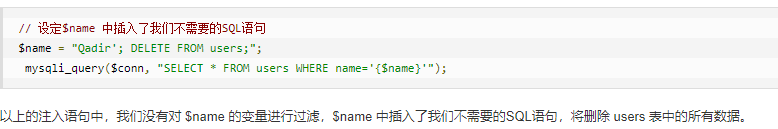 // 设定$name 中插入了我们不需要的SQL语句
$name = "Qadir'; DELETE FROM users;";
 mysqli_query($conn, "SELECT * FROM users WHERE name='{$name}'");
以上的注入语句中，我们没有对 $name 的变量进行过滤，$name 中插入了我们不需要的SQL语句，将删除 users 表中的所有数据。